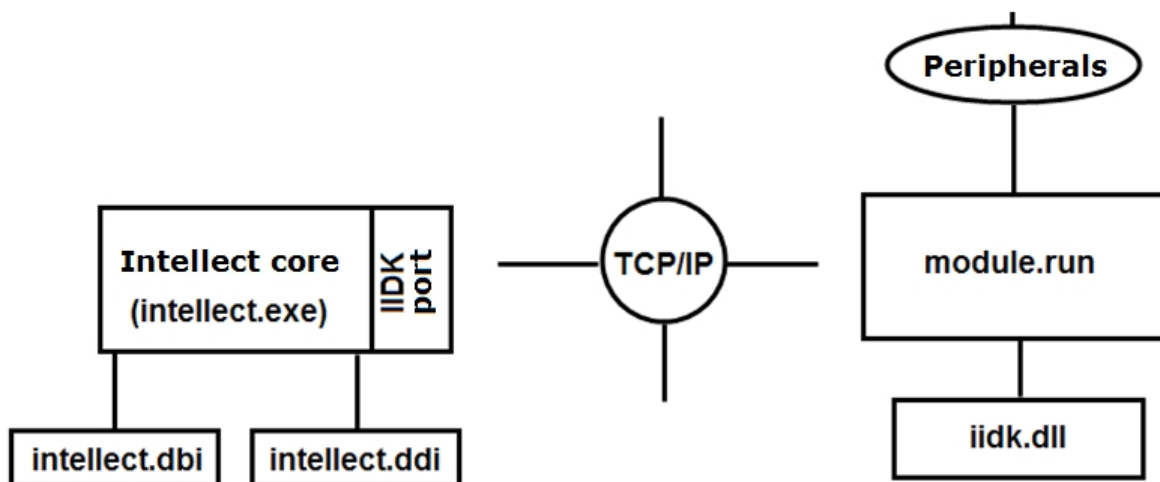 Peripherals
Intellect core
(intellect.exe)
IIDK
port
TCP/IP
module.run
intellect.dbi
intellect.ddi
iidk.dll